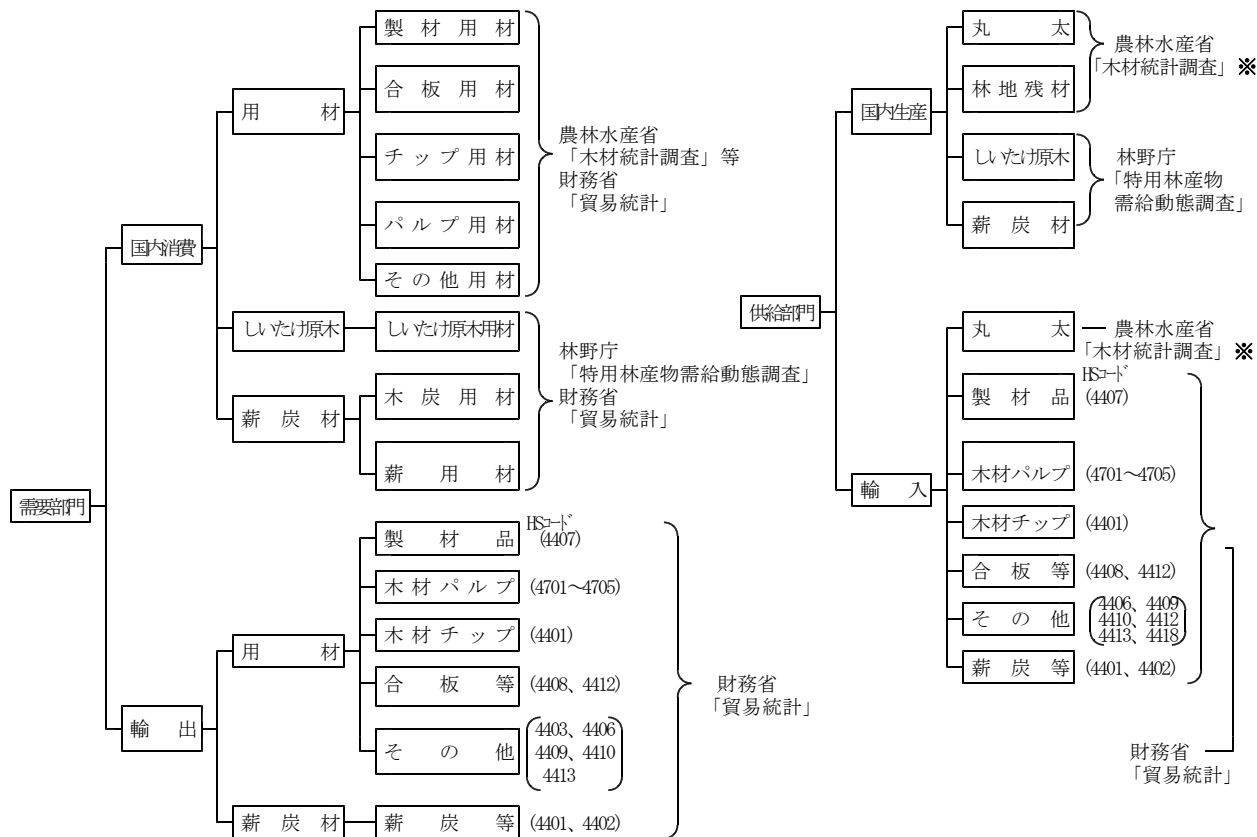 需要部門
国内消費
用材
製材用材
合板用材
チップ用材
パルプ用材
その他用材
農林水産省
「木材統計調査」等
財務省
「貿易統計」
しいたけ原木
しいたけ原木用材
薪炭材
木炭用材
薪用材
林野庁
「特用林産物需給動態調査」
財務省
「貿易統計」
輸出
用材
HSコード
製材品 (4407)
木材パルプ (4701～4705)
木材チップ (4401)
合板等 (4408、4412)
その他
4403、4406
4409、4410
4413
薪炭材
薪炭等 (4401、4402)
財務省
「貿易統計」
供給部門
国内生産
丸太
林地残材
農林水産省
「木材統計調査」※
しいたけ原木
薪炭材
林野庁
「特用林産物
需給動態調査」
輸入
丸太
農林水産省
「木材統計調査」※
HSコード
製材品 (4407)
木材パルプ (4701～4705)
木材チップ (4401)
合板等 (4408、4412)
その他
4406、4409
4410、4412
4413、4418
薪炭等 (4401、4402)
財務省
「貿易統計」